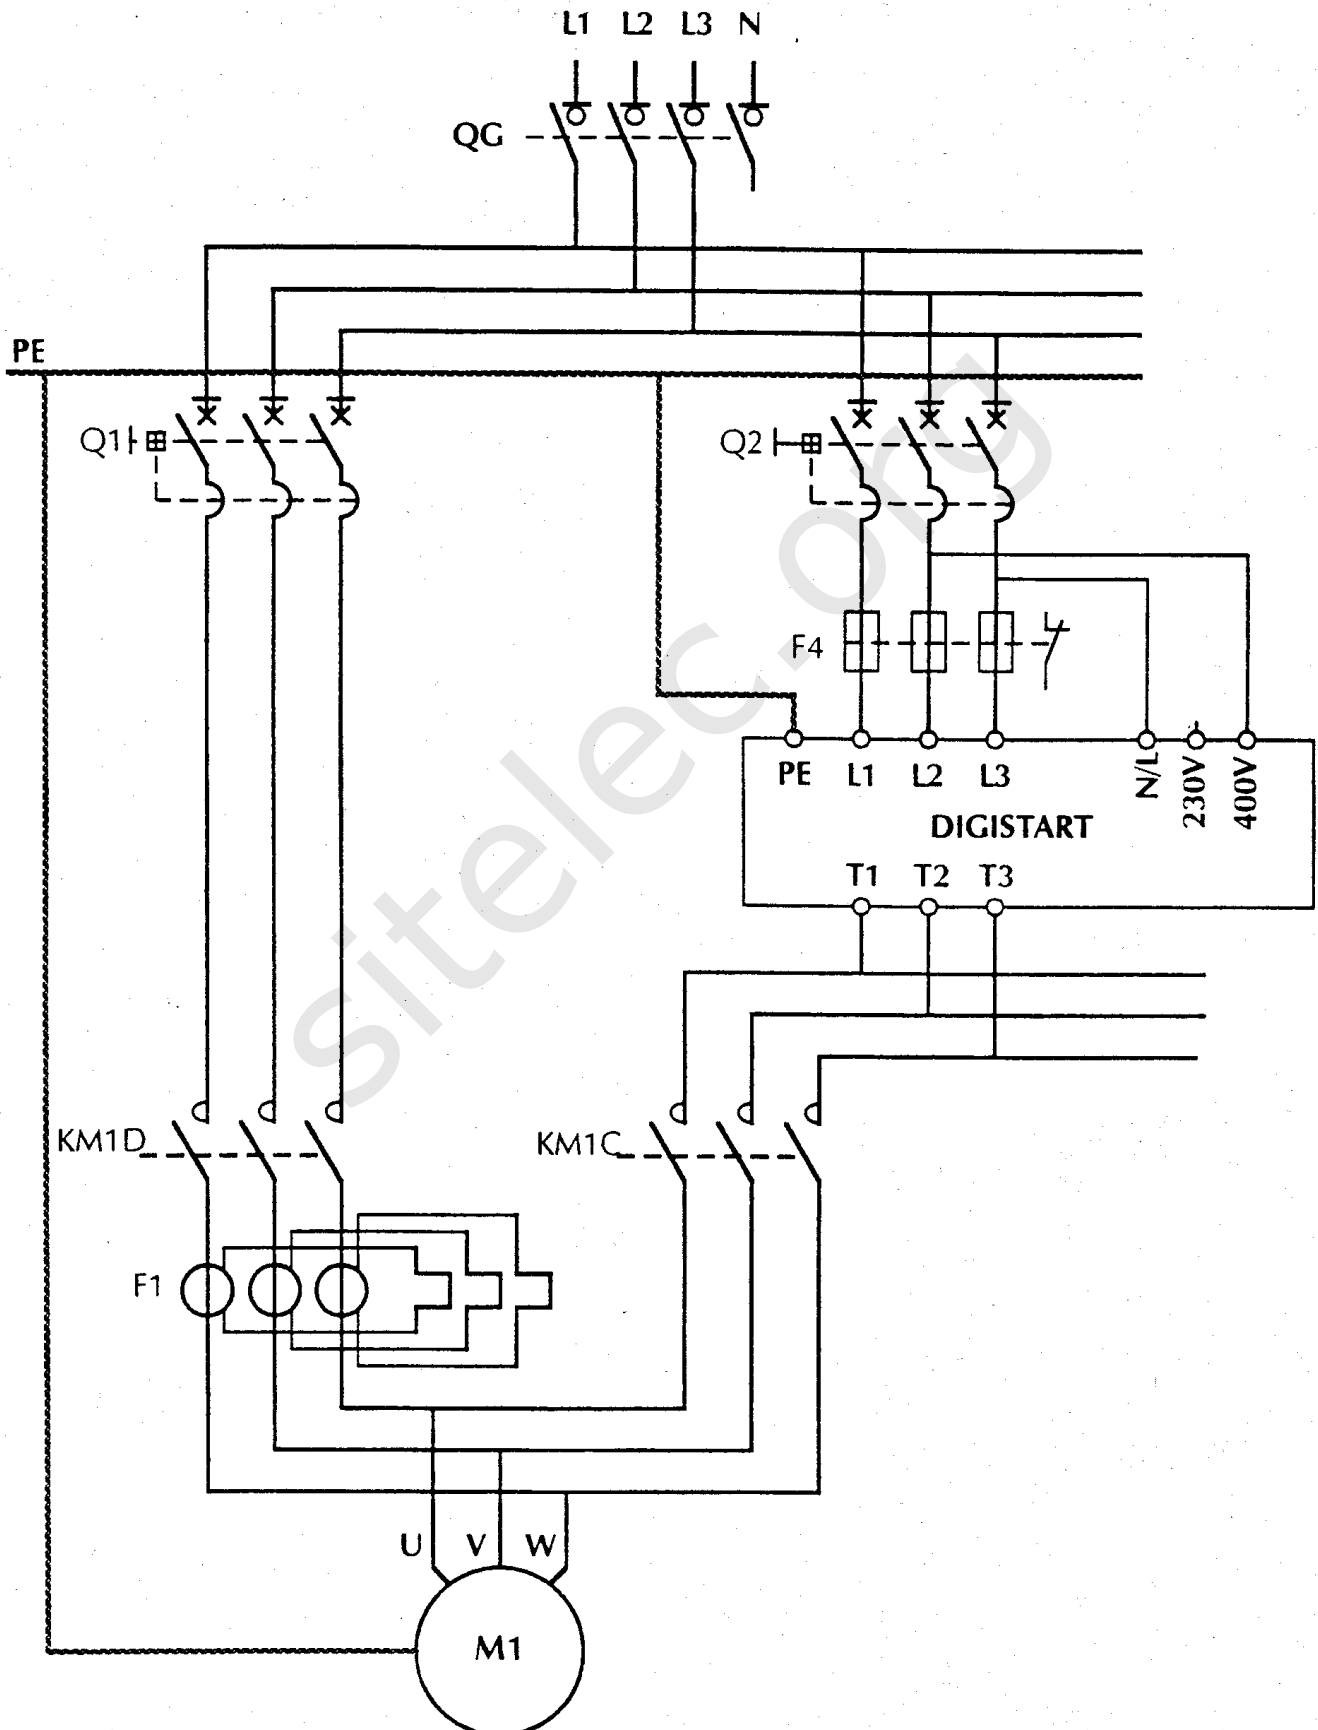 L1 L2 L3 N
QG
PE
Q1
Q2
F4
PE L1 L2 L3 N/L 230V 400V
DIGISTART
T1 T2 T3
KM1D
KM1C
F1
U V W
M1
sitelec.org